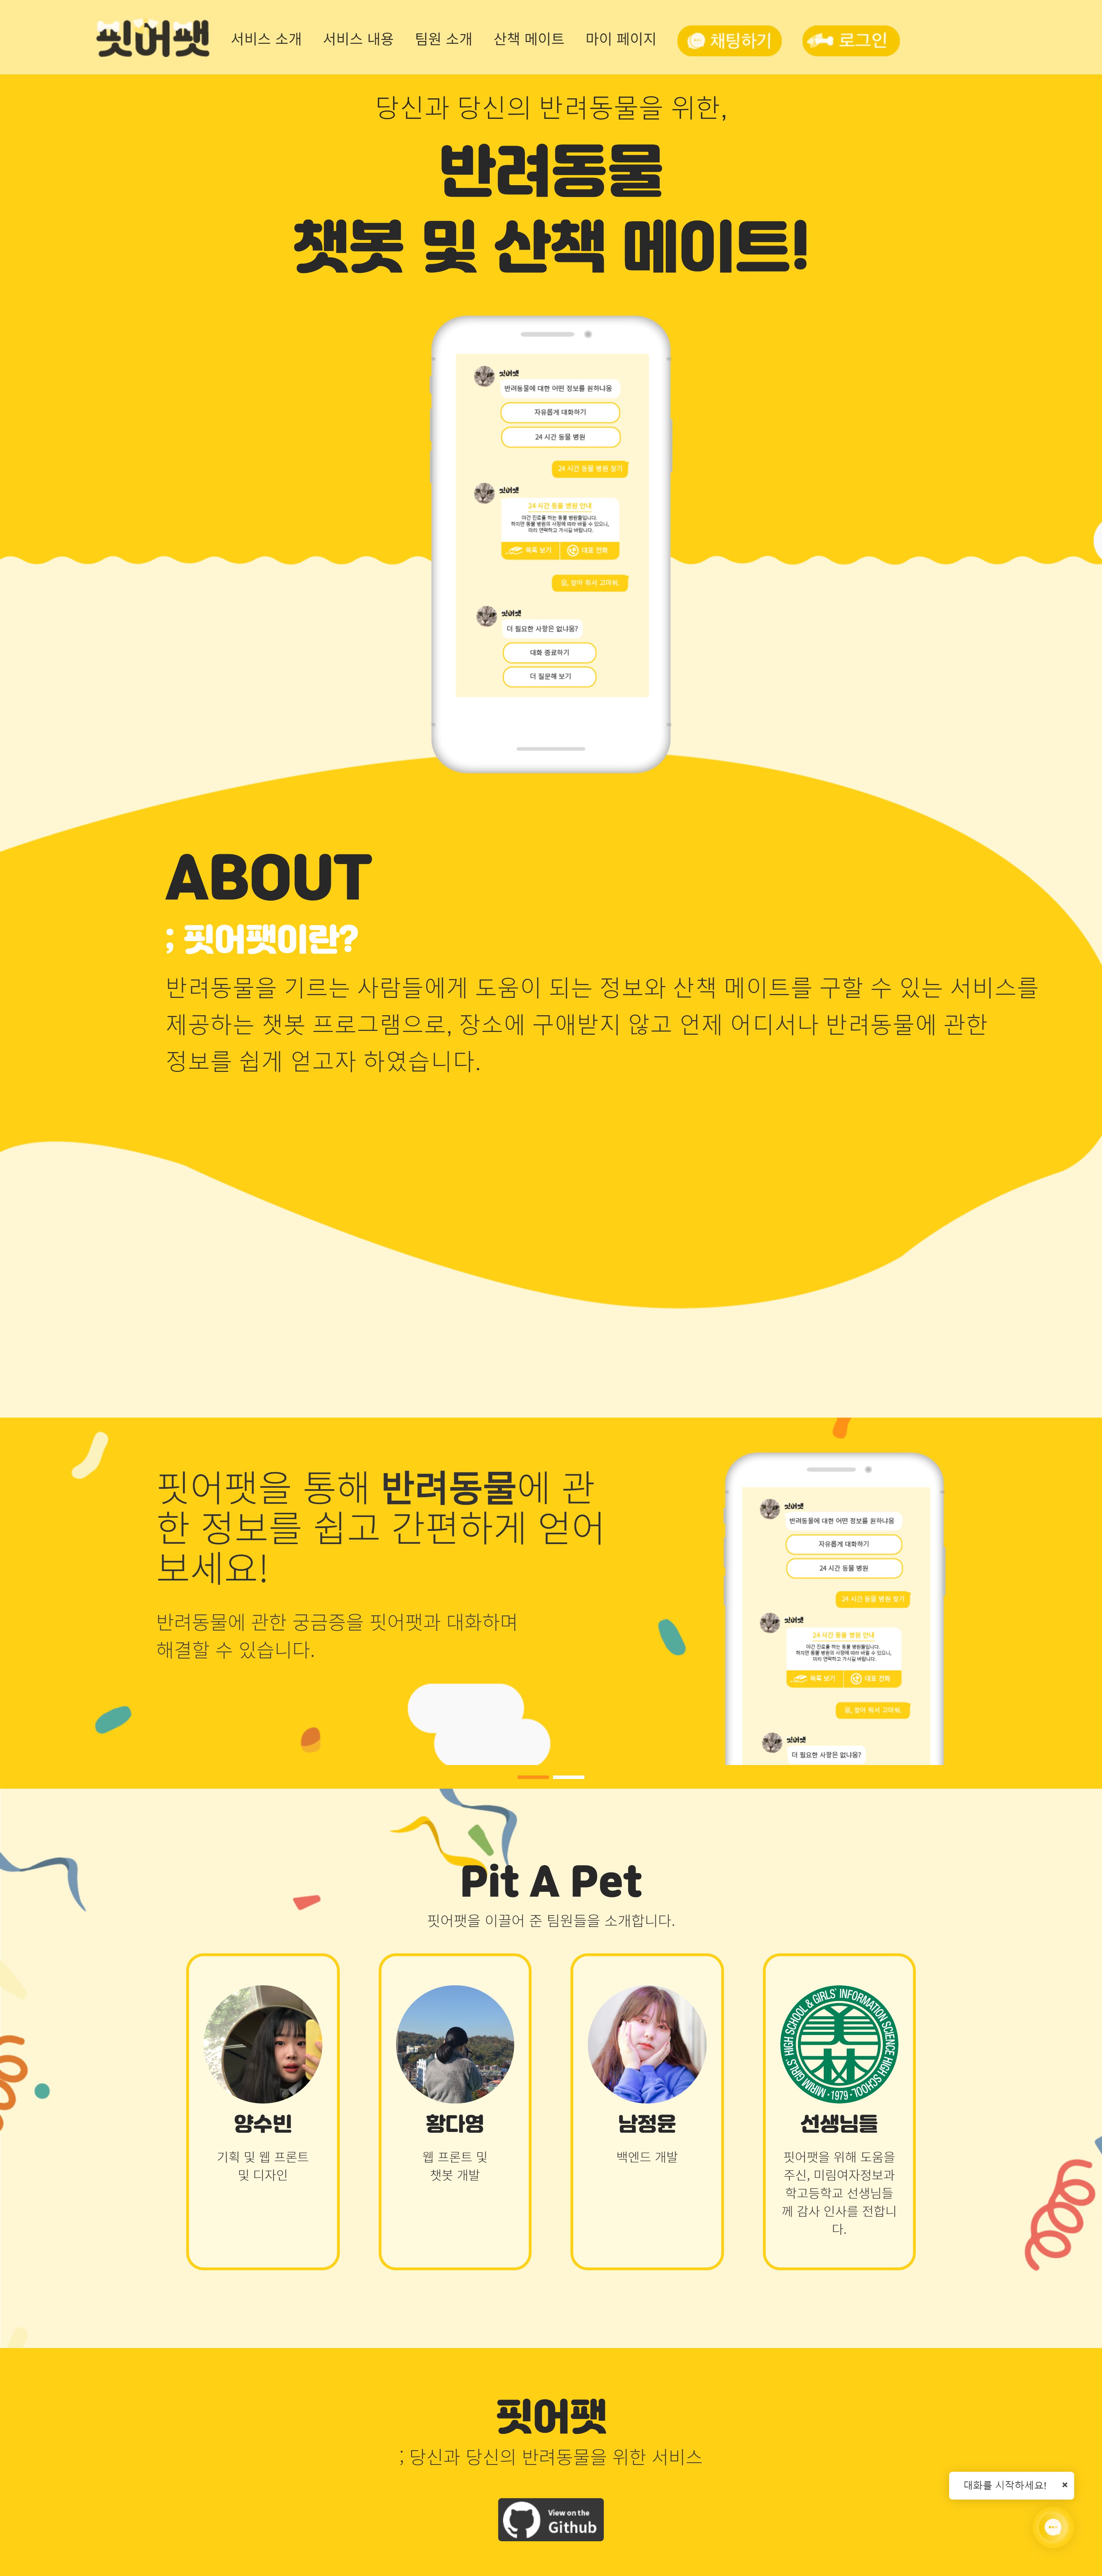 핏어팻
서비스 소개
서비스 내용
팀원 소개
산책 메이트
마이 페이지
채팅하기
로그인
당신과 당신의 반려동물을 위한,
반려동물
챗봇 및 산책 메이트!
핏어팻
반려동물에 대한 어떤 정보를 원하냐옹
자유롭게 대화하기
24 시간 동물 병원
24 시간 동물 병원 찾기
핏어팻
24 시간 동물 병원 안내
야간 진료를 하는 동물 병원들입니다.
하지만 동물 병원의 사정에 따라 바뀔 수 있으니,
미리 연락하고 가시길 바랍니다.
목록 보기
대표 전화
응, 찾아 줘서 고마워.
핏어팻
더 필요한 사항은 없냐옹?
대화 종료하기
더 질문해 보기
ABOUT
; 핏어팻이란?
반려동물을 기르는 사람들에게 도움이 되는 정보와 산책 메이트를 구할 수 있는 서비스를
제공하는 챗봇 프로그램으로, 장소에 구애받지 않고 언제 어디서나 반려동물에 관한
정보를 쉽게 얻고자 하였습니다.
핏어팻을 통해 반려동물에 관
한 정보를 쉽고 간편하게 얻어
보세요!
반려동물에 관한 궁금증을 핏어팻과 대화하며
해결할 수 있습니다.
핏어팻
반려동물에 대한 어떤 정보를 원하냐옹
자유롭게 대화하기
24 시간 동물 병원
24 시간 동물 병원 찾기
핏어팻
24 시간 동물 병원 안내
야간 진료를 하는 동물 병원들입니다.
하지만 동물 병원의 사정에 따라 바뀔 수 있으니,
미리 연락하고 가시길 바랍니다.
목록 보기
대표 전화
응, 찾아 줘서 고마워.
핏어팻
더 필요한 사항은 없냐옹?
Pit A Pet
핏어팻을 이끌어 준 팀원들을 소개합니다.
양수빈
기획 및 웹 프론트
및 디자인
황다영
웹 프론트 및
챗봇 개발
남정윤
백엔드 개발
MIRIM GIRLS' HIGH SCHOOL & GIRLS' INFORMATION SCIENCE HIGH SCHOOL
美林
1979
선생님들
핏어팻을 위해 도움을
주신, 미림여자정보과
학고등학교 선생님들
께 감사 인사를 전합니
다.
핏어팻
; 당신과 당신의 반려동물을 위한 서비스
View on the
Github
대화를 시작하세요! ×